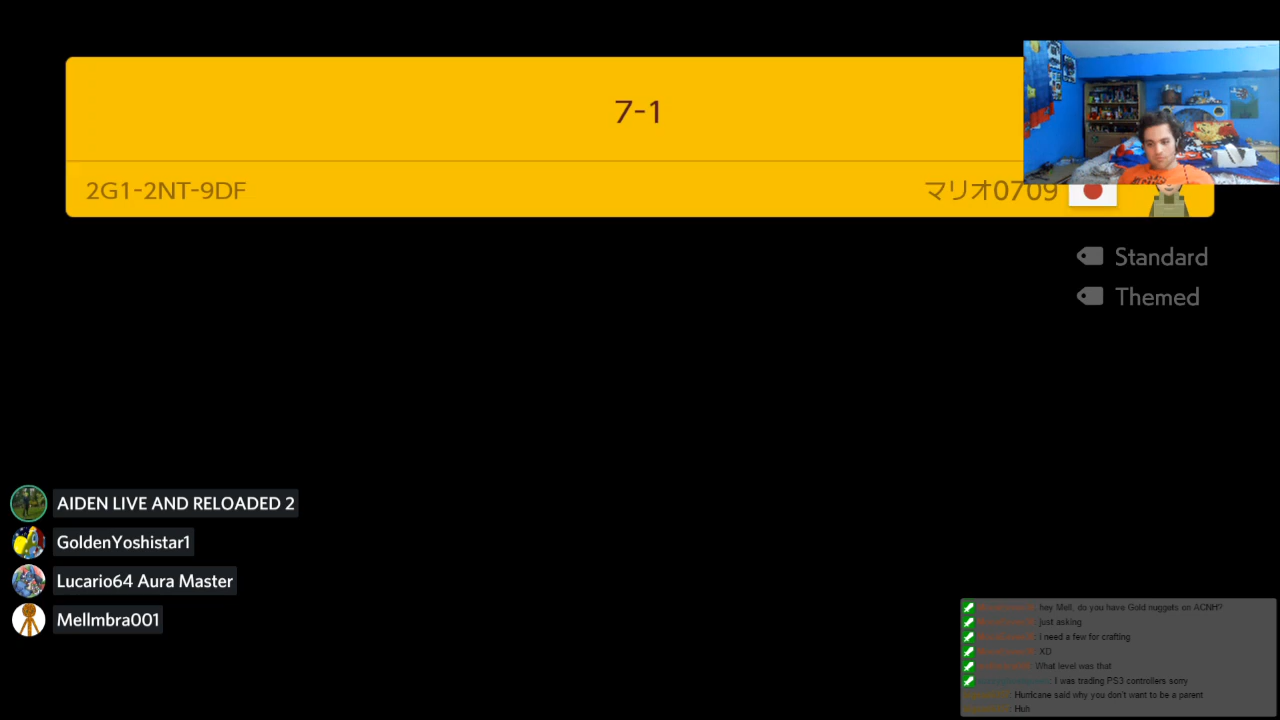 7-1
2G1-2NT-9DF
マリオ0709
Standard
Themed
AIDEN LIVE AND RELOADED 2
GoldenYoshistar1
Lucario64 Aura Master
Mellmbra001
hey Mell, do you have Gold nuggets on ACNH?
just asking
i need a few for crafting
XD
What level was that
I was trading PS3 controllers sorry
Hurricane said why you don't want to be a parent
Huh